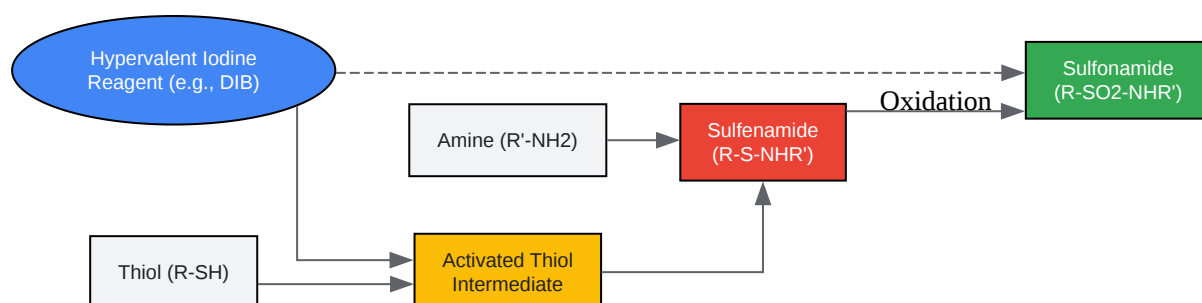 Hypervalent Iodine
Reagent (e.g., DIB)
Sulfonamide
(R-SO2-NHR')
Oxidation
Amine (R'-NH2)
Sulfenamide
(R-S-NHR')
Thiol (R-SH)
Activated Thiol
Intermediate